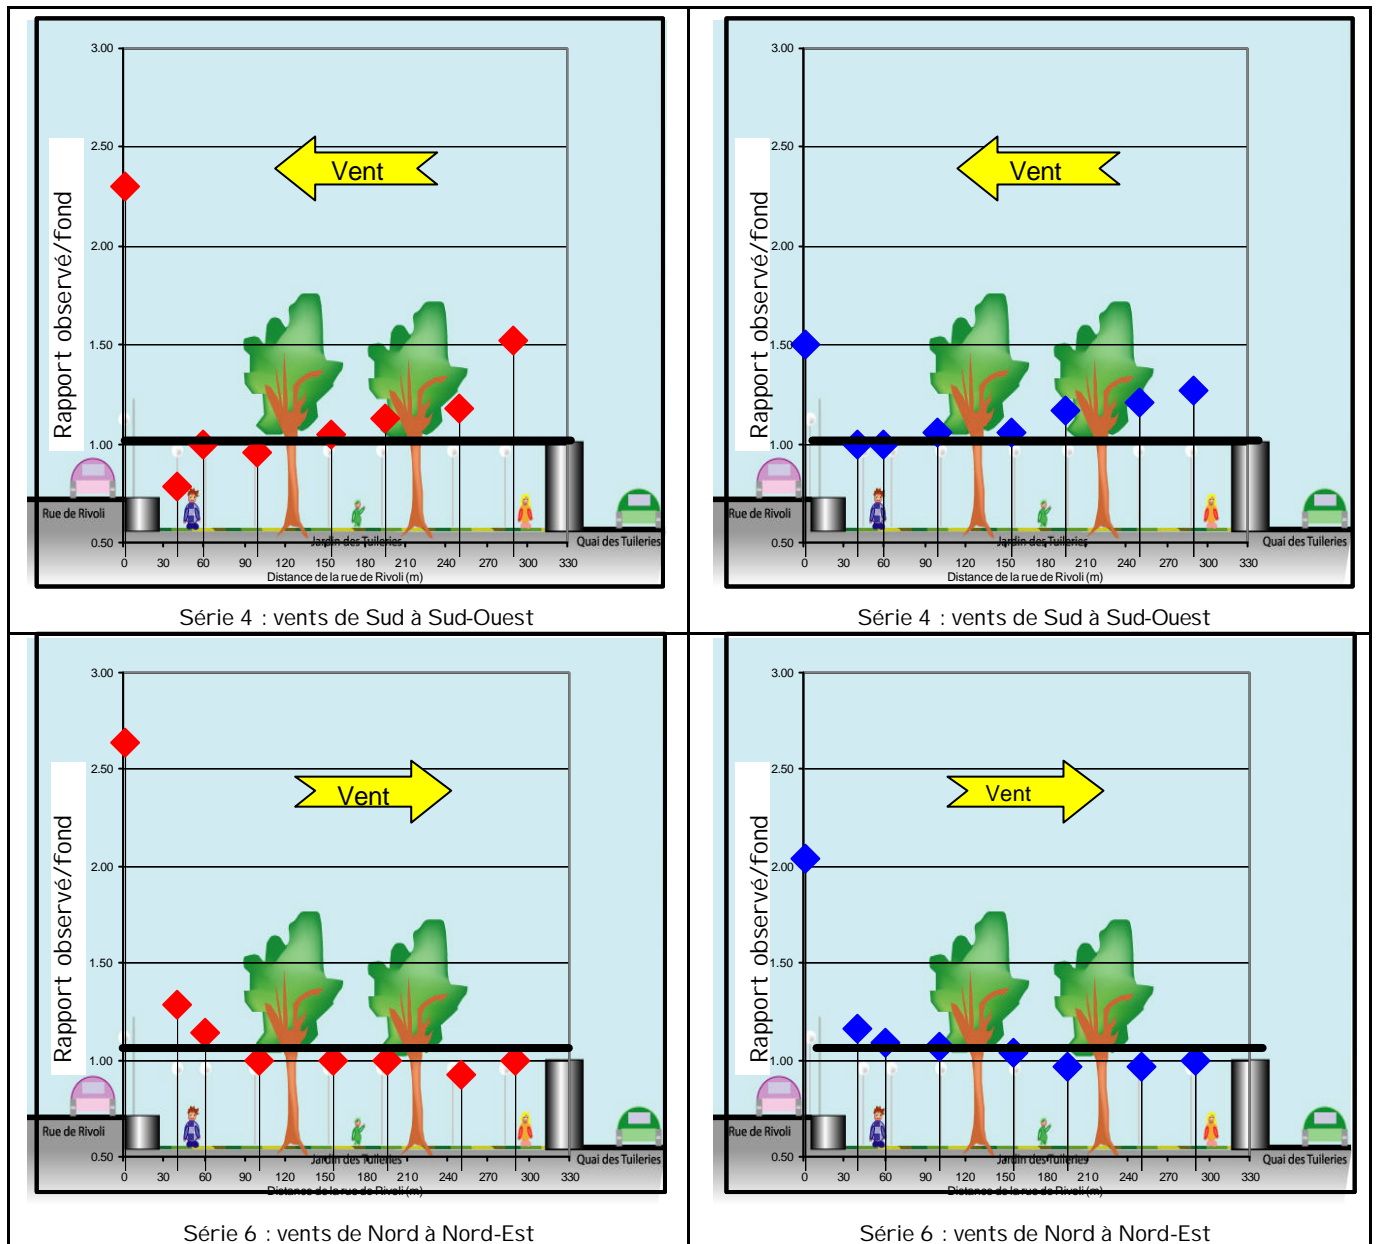 3.00
2.50
2.00
1.50
1.00
0.50
Rapport observé/fond
Vent
Rue de Rivoli
Jardin des Tuileries
Quai des Tuileries
0 30 60 90 120 150 180 210 240 270 300 330
Distance de la rue de Rivoli (m)
Série 4 : vents de Sud à Sud-Ouest
3.00
2.50
2.00
1.50
1.00
0.50
Rapport observé/fond
Vent
Rue de Rivoli
Jardin des Tuileries
Quai des Tuileries
0 30 60 90 120 150 180 210 240 270 300 330
Distance de la rue de Rivoli (m)
Série 4 : vents de Sud à Sud-Ouest
3.00
2.50
2.00
1.50
1.00
0.50
Rapport observé/fond
Vent
Rue de Rivoli
Jardin des Tuileries
Quai des Tuileries
0 30 60 90 120 150 180 210 240 270 300 330
Distance de la rue de Rivoli (m)
Série 6 : vents de Nord à Nord-Est
3.00
2.50
2.00
1.50
1.00
0.50
Rapport observé/fond
Vent
Rue de Rivoli
Jardin des Tuileries
Quai des Tuileries
0 30 60 90 120 150 180 210 240 270 300 330
Distance de la rue de Rivoli (m)
Série 6 : vents de Nord à Nord-Est